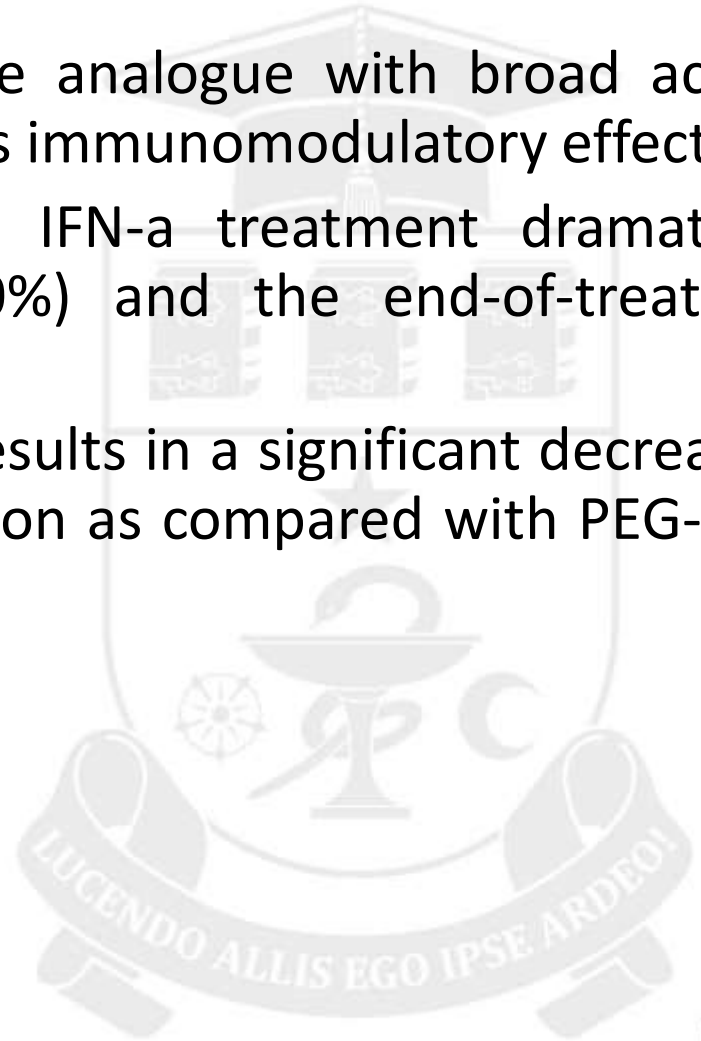 e analogue with broad ac
s immunomodulatory effect
IFN-a treatment dramat
0%) and the end-of-treat
esults in a significant decrea
on as compared with PEG-
LUCENDO ALLIS EGO IPSE ARDEO!